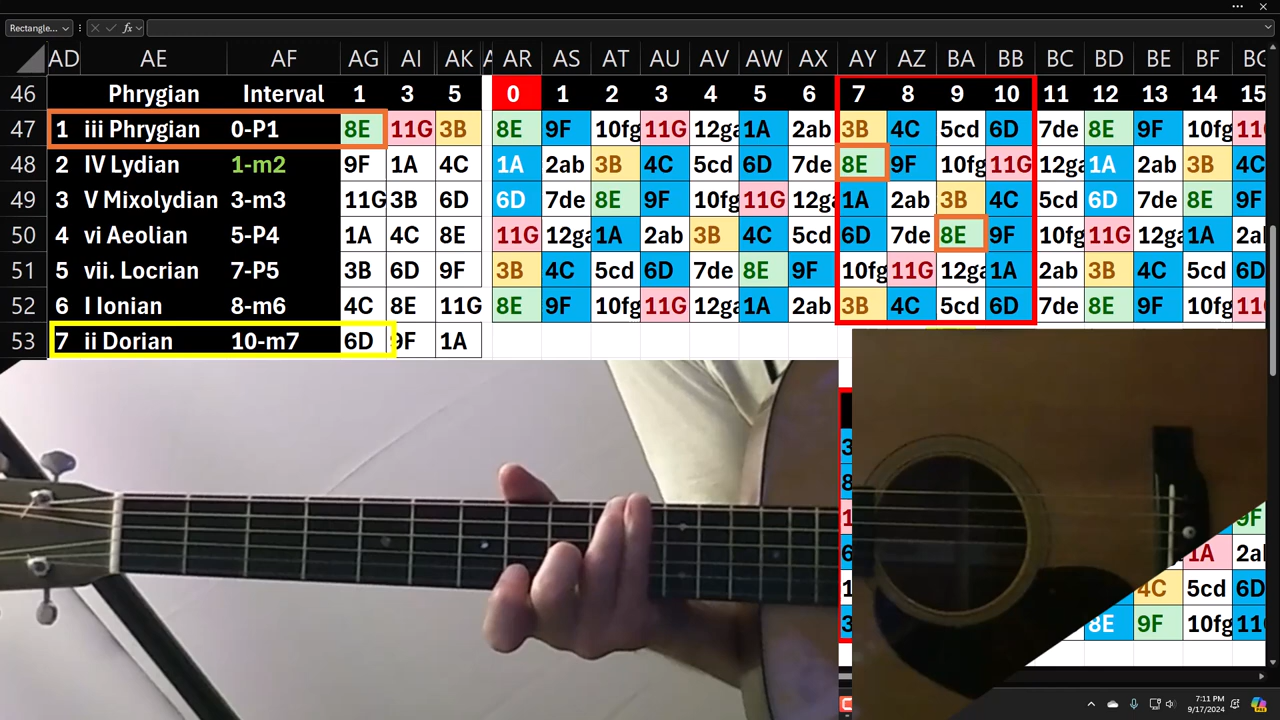 Rectangle...
fx
AD AE AF AG AI AK AR AS AT AU AV AW AX AY AZ BA BB BC BD BE BF
46 Phrygian Interval 1 3 5 0 1 2 3 4 5 6 7 8 9 10 11 12 13 14 15
47 1 iii Phrygian 0-P1 8E 11G 3B 8E 9F 10fg 11G 12ga 1A 2ab 3B 4C 5cd 6D 7de 8E 9F 10fg 11G
48 2 IV Lydian 1-m2 9F 1A 4C 1A 2ab 3B 4C 5cd 6D 7de 8E 9F 10fg 11G 12ga 1A 2ab 3B 4C
49 3 V Mixolydian 3-m3 11G 3B 6D 6D 7de 8E 9F 10fg 11G 12ga 1A 2ab 3B 4C 5cd 6D 7de 8E 9F
50 4 vi Aeolian 5-P4 1A 4C 8E 11G 12ga 1A 2ab 3B 4C 5cd 6D 7de 8E 9F 10fg 11G 12ga 1A 2a
51 5 vii. Locrian 7-P5 3B 6D 9F 3B 4C 5cd 6D 7de 8E 9F 10fg 11G 12ga 1A 2ab 3B 4C 5cd 6D
52 6 I Ionian 8-m6 4C 8E 11G 8E 9F 10fg 11G 12ga 1A 2ab 3B 4C 5cd 6D 7de 8E 9F 10fg 11G
53 7 ii Dorian 10-m7 6D 9F 1A
9F
1A 2a
4C 5cd 6D
8E 9F 10fg 11G
7:11 PM
9/17/2024